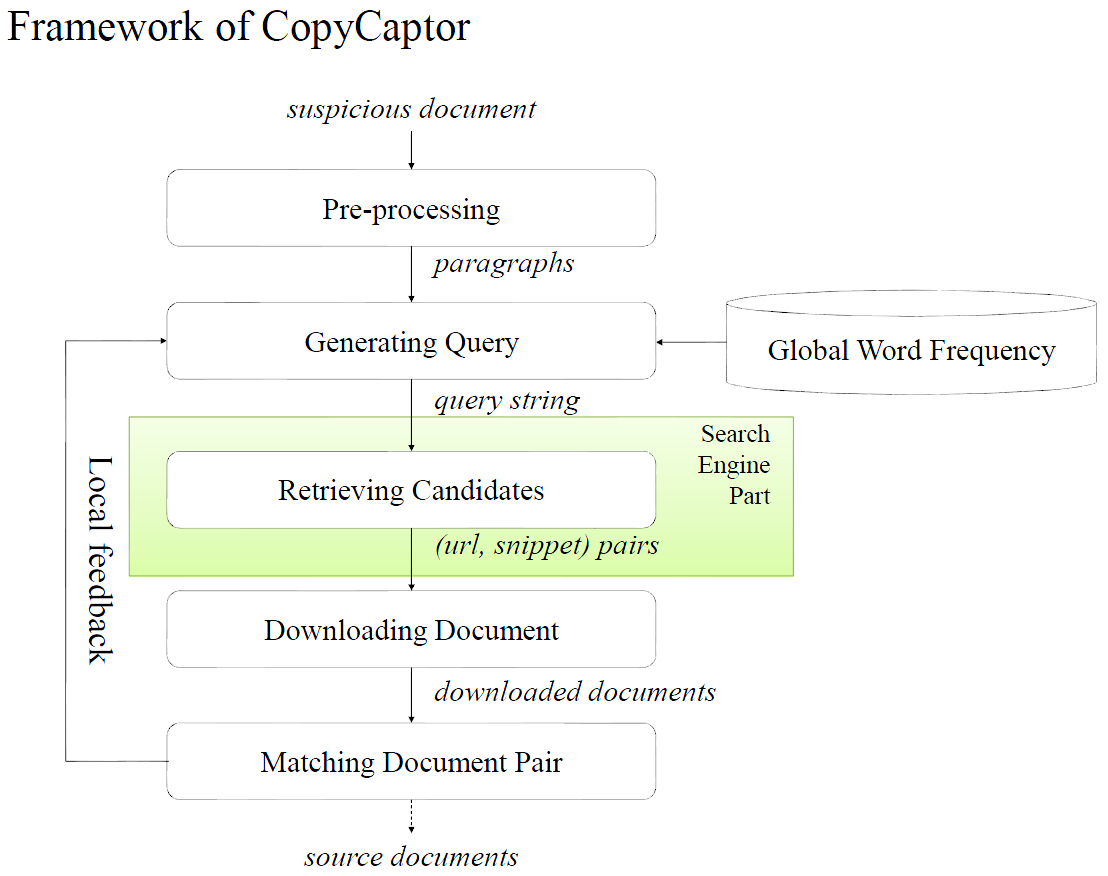 Framework of CopyCaptor
suspicious document
Pre-processing
paragraphs
Generating Query
Global Word Frequency
query string
Search
Engine
Part
Retrieving Candidates
(url, snippet) pairs
Local feedback
Downloading Document
downloaded documents
Matching Document Pair
source documents